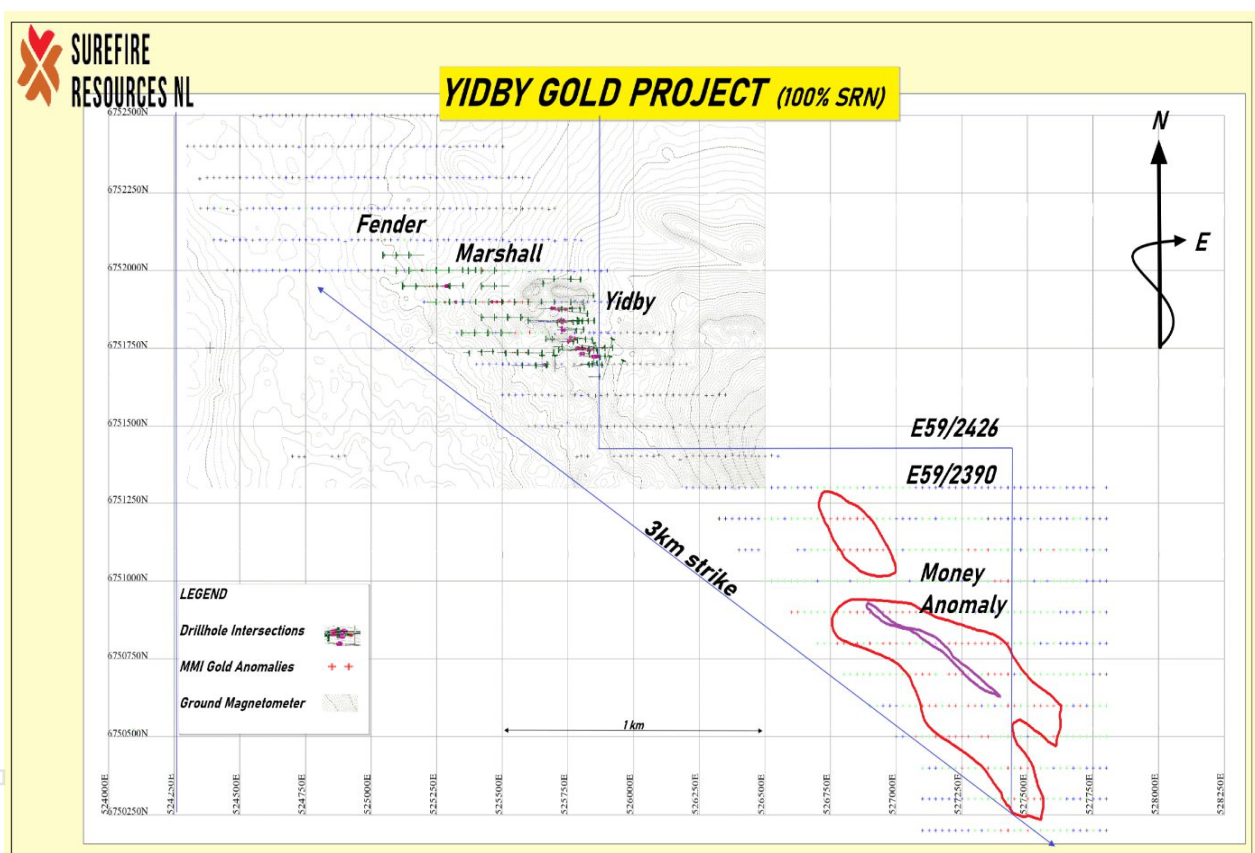 SUREFIRE
RESOURCES NL
YIDBY GOLD PROJECT (100% SRN)
6752500N
N
6752250N
Fender
Marshall
E
6752000N
Yidby
6751750N
6751500N
E59/2426
E59/2390
6751250N
3km strike
6751000N
Money
Anomaly
LEGEND
Drillhole Intersections
MMI Gold Anomalies
Ground Magnetometer
6750750N
1 km
6750500N
6750250N
524000E
524250E
524500E
524750E
525000E
525250E
525500E
525750E
526000E
526250E
526500E
526750E
527000E
527250E
527500E
527750E
528000E
528250E